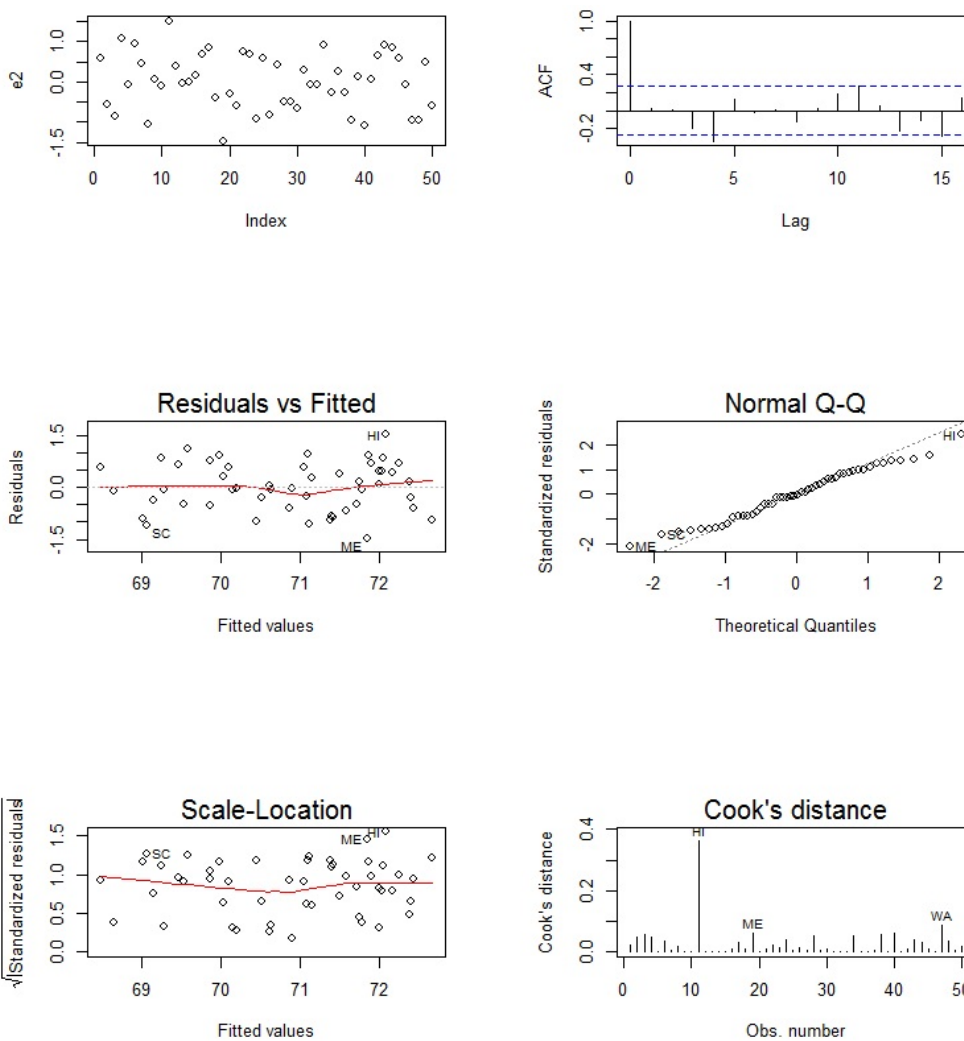 e2
1.0
0.0
-1.5
0 10 20 30 40 50
Index
ACF
1.0
0.4
-0.2
0 5 10 15
Lag
Residuals vs Fitted
Residuals
1.5
0.0
-1.5
HI
SC
ME
69 70 71 72
Fitted values
Normal Q-Q
Standardized residuals
2
1
0
-2
HI
SC
ME
-2 -1 0 1 2
Theoretical Quantiles
Scale-Location
√|Standardized residuals|
1.5
1.0
0.5
0.0
SC
ME
HI
69 70 71 72
Fitted values
Cook's distance
Cook's distance
0.4
0.2
0.0
HI
ME
WA
0 10 20 30 40 50
Obs. number